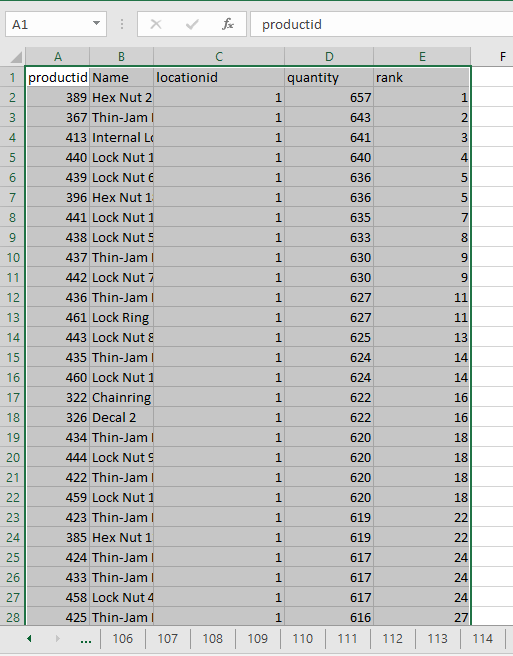 A1 fx productid
A B C D E F
1 productid Name locationid quantity rank
2 389 Hex Nut 2 1 657 1
3 367 Thin-Jam 1 643 2
4 413 Internal Lo 1 641 3
5 440 Lock Nut 1 1 640 4
6 439 Lock Nut 6 1 636 5
7 396 Hex Nut 1 1 636 5
8 441 Lock Nut 1 1 635 7
9 438 Lock Nut 5 1 633 8
10 437 Thin-Jam 1 630 9
11 442 Lock Nut 7 1 630 9
12 436 Thin-Jam 1 627 11
13 461 Lock Ring 1 627 11
14 443 Lock Nut 8 1 625 13
15 435 Thin-Jam 1 624 14
16 460 Lock Nut 1 1 624 14
17 322 Chainring 1 622 16
18 326 Decal 2 1 622 16
19 434 Thin-Jam 1 620 18
20 444 Lock Nut 9 1 620 18
21 422 Thin-Jam 1 620 18
22 459 Lock Nut 1 1 620 18
23 423 Thin-Jam 1 619 22
24 385 Hex Nut 1 1 619 22
25 424 Thin-Jam 1 617 24
26 433 Thin-Jam 1 617 24
27 458 Lock Nut 4 1 617 24
28 425 Thin-Jam 1 616 27
... 106 107 108 109 110 111 112 113 114